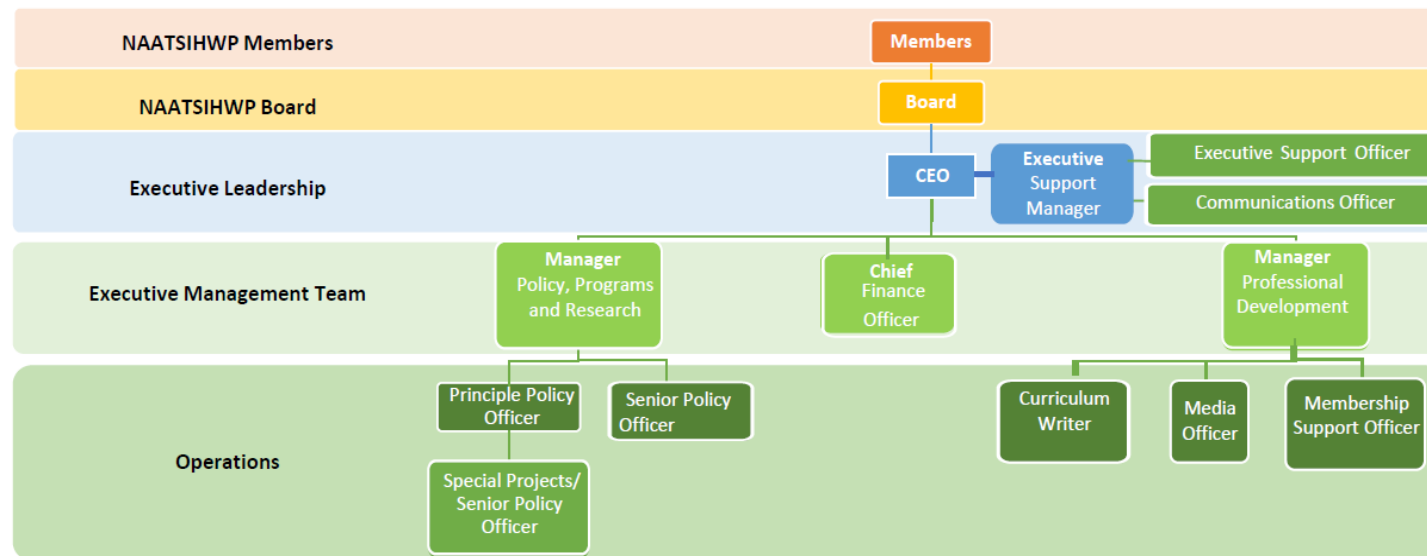 NAATSIHWP Members
Members
NAATSIHWP Board
Board
Executive Leadership
CEO
Executive
Support
Manager
Executive Support Officer
Communications Officer
Executive Management Team
Manager
Policy, Programs
and Research
Chief
Finance
Officer
Manager
Professional
Development
Operations
Principle Policy
Officer
Senior Policy
Officer
Special Projects/
Senior Policy
Officer
Curriculum
Writer
Media
Officer
Membership
Support Officer